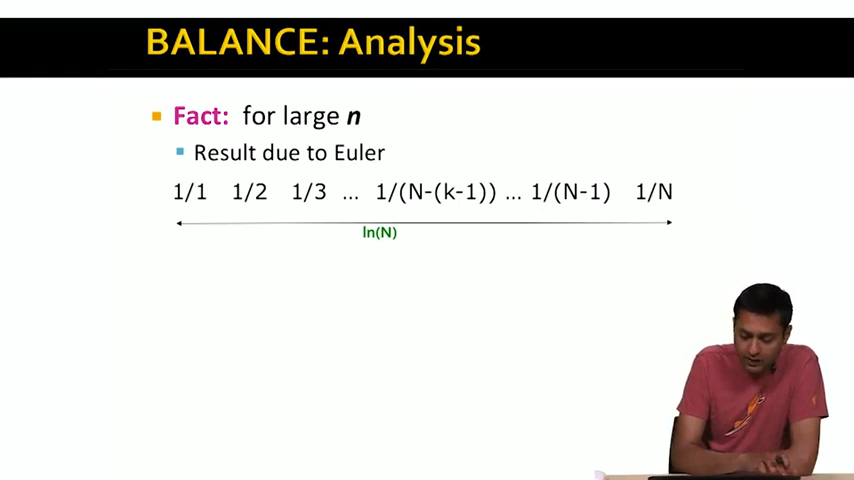 BALANCE: Analysis
Fact: for large n
Result due to Euler
1/1 1/2 1/3 ... 1/(N-(k-1)) ... 1/(N-1) 1/N
ln(N)